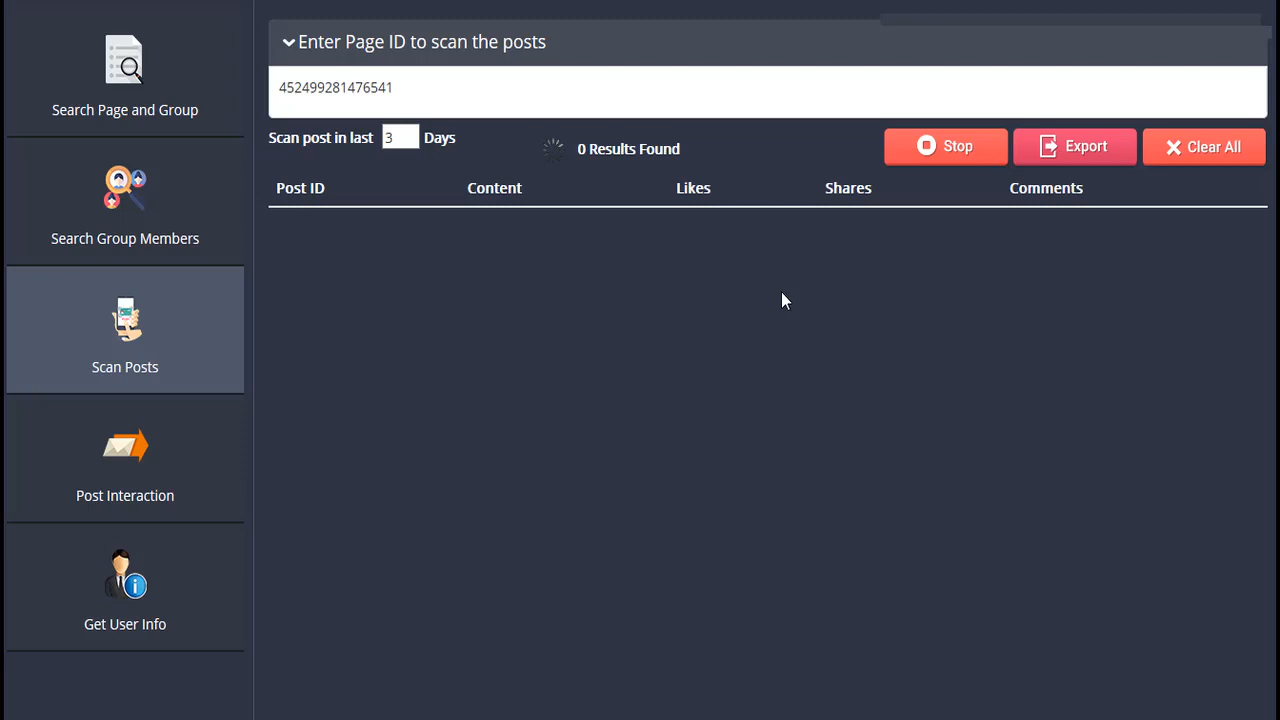 Search Page and Group
Search Group Members
Scan Posts
Post Interaction
Get User Info
Enter Page ID to scan the posts
452499281476541
Scan post in last 3 Days
0 Results Found
Stop
Export
Clear All
Post ID Content Likes Shares Comments